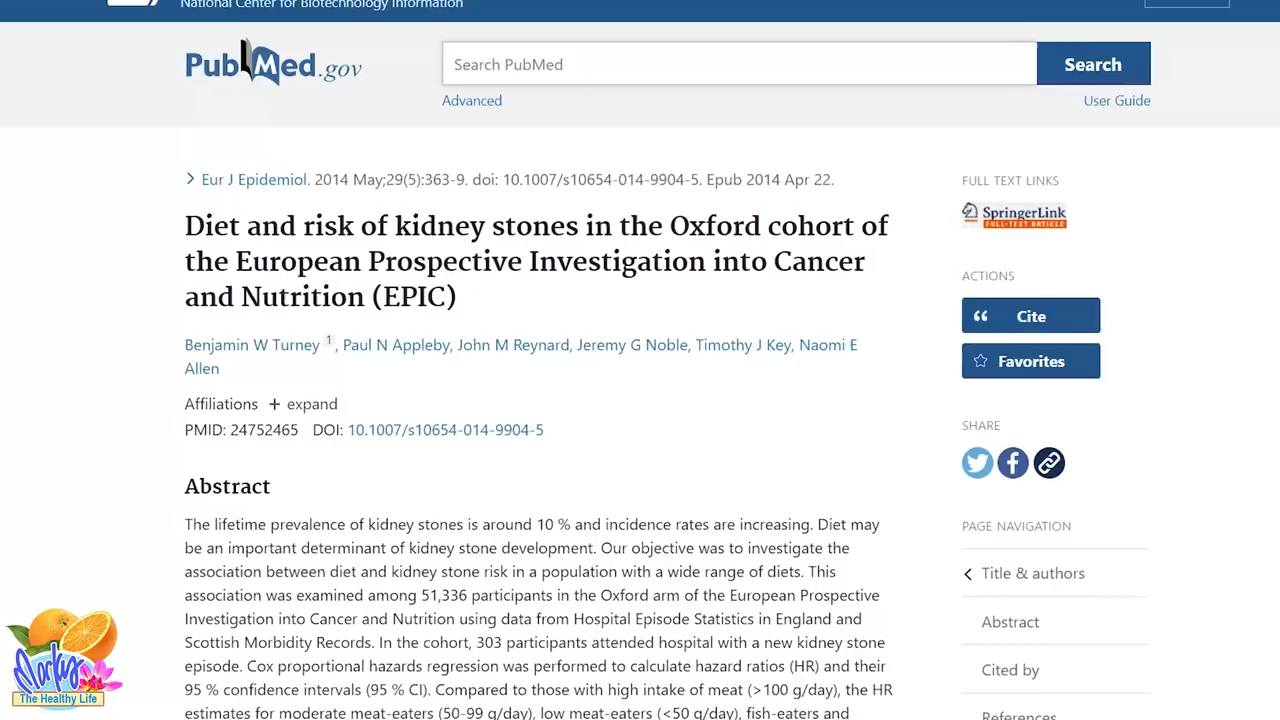 National Center for Biotechnology Information
PubMed.gov
Search PubMed
Search
Advanced
User Guide
Eur J Epidemiol. 2014 May;29(5):363-9. doi: 10.1007/s10654-014-9904-5. Epub 2014 Apr 22.
Diet and risk of kidney stones in the Oxford cohort of
the European Prospective Investigation into Cancer
and Nutrition (EPIC)
Benjamin W Turney 1, Paul N Appleby, John M Reynard, Jeremy G Noble, Timothy J Key, Naomi E
Allen
Affiliations + expand
PMID: 24752465 DOI: 10.1007/s10654-014-9904-5
Abstract
The lifetime prevalence of kidney stones is around 10 % and incidence rates are increasing. Diet may
be an important determinant of kidney stone development. Our objective was to investigate the
association between diet and kidney stone risk in a population with a wide range of diets. This
association was examined among 51,336 participants in the Oxford arm of the European Prospective
Investigation into Cancer and Nutrition using data from Hospital Episode Statistics in England and
Scottish Morbidity Records. In the cohort, 303 participants attended hospital with a new kidney stone
episode. Cox proportional hazards regression was performed to calculate hazard ratios (HR) and their
95 % confidence intervals (95 % CI). Compared to those with high intake of meat (>100 g/day), the HR
estimates for moderate meat-eaters (50-99 g/day), low meat-eaters (<50 g/day), fish-eaters and
FULL TEXT LINKS
SpringerLink
FULL-TEXT ARTICLE
ACTIONS
Cite
Favorites
SHARE
PAGE NAVIGATION
Title & authors
Abstract
Cited by
References
Markus
The Healthy Life